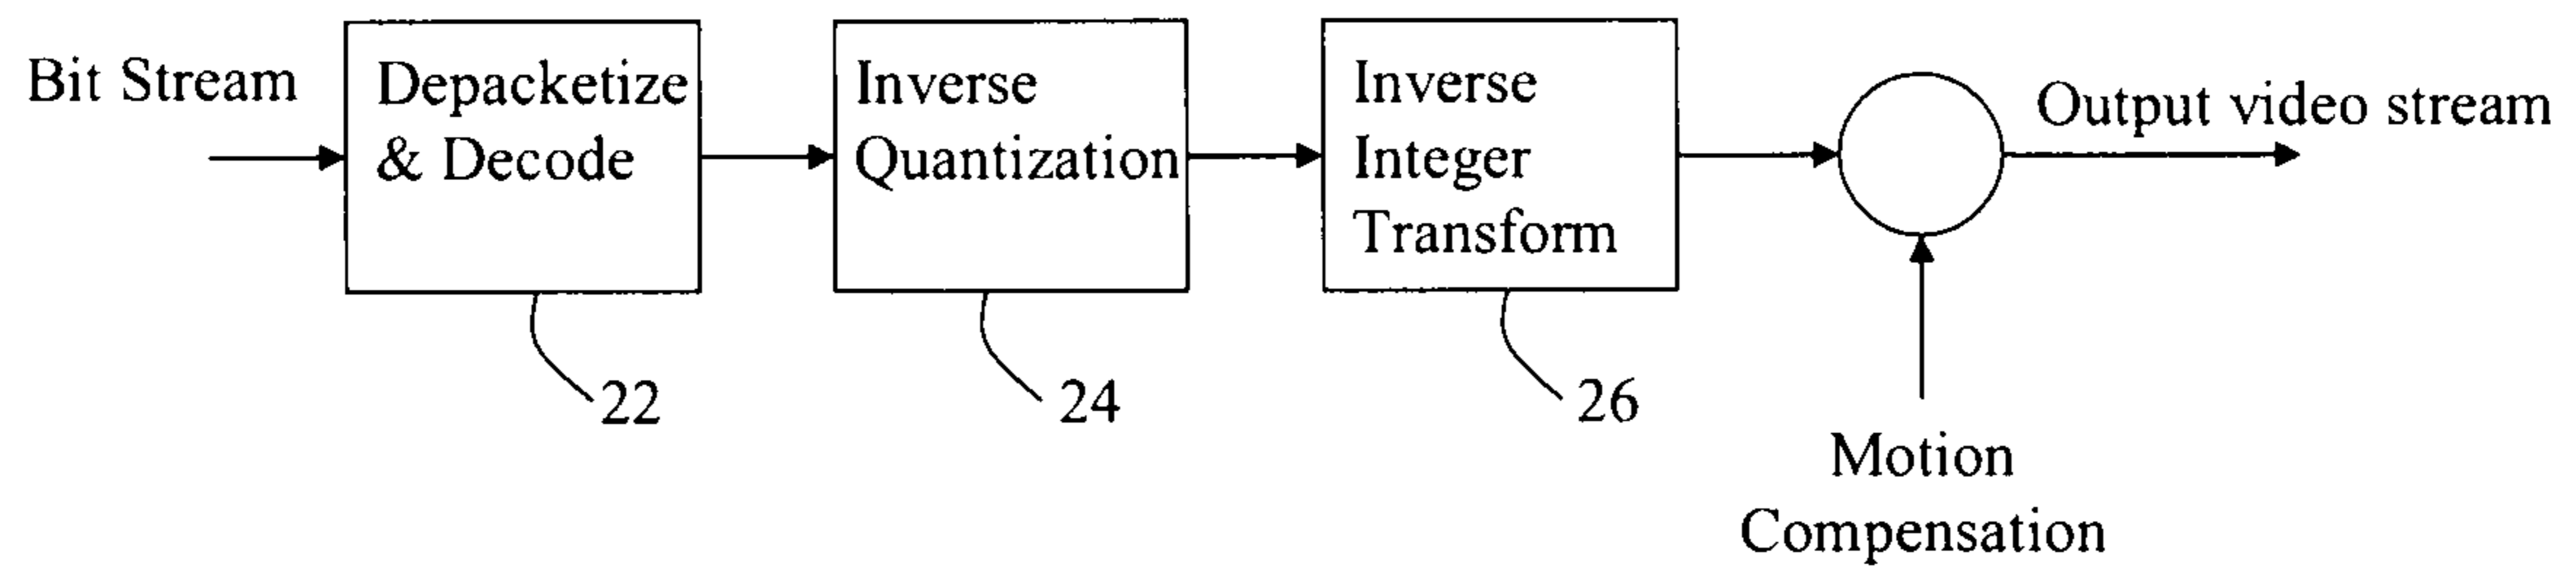 Bit Stream
Depacketize
& Decode
Inverse
Quantization
Inverse
Integer
Transform
Output video stream
22
24
26
Motion
Compensation